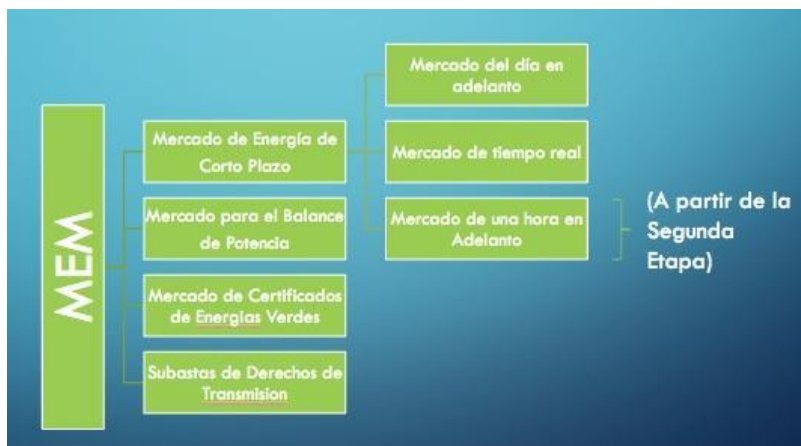 MEM
Mercado de Energía de
Corto Plazo
Mercado para el Balance
de Potencia
Mercado de Certificados
de Energías Verdes
Subastas de Derechos de
Transmision
Mercado del día en
adelanto
Mercado de tiempo real
Mercado de una hora en
Adelanto
(A partir de la
Segunda
Etapa)